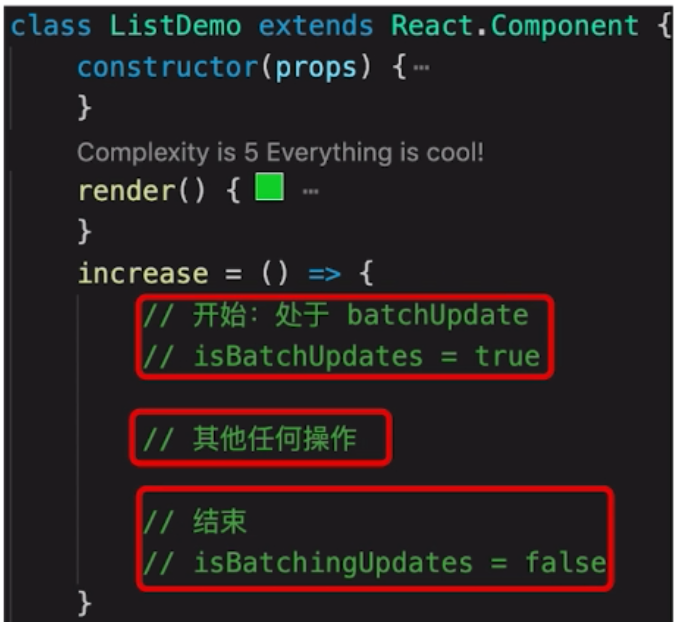 class ListDemo extends React.Component {
constructor(props) {⋯
}
Complexity is 5 Everything is cool!
render() { ⋯
}
increase = () => {
// 开始：处于 batchUpdate
// isBatchUpdates = true
// 其他任何操作
// 结束
// isBatchingUpdates = false
}